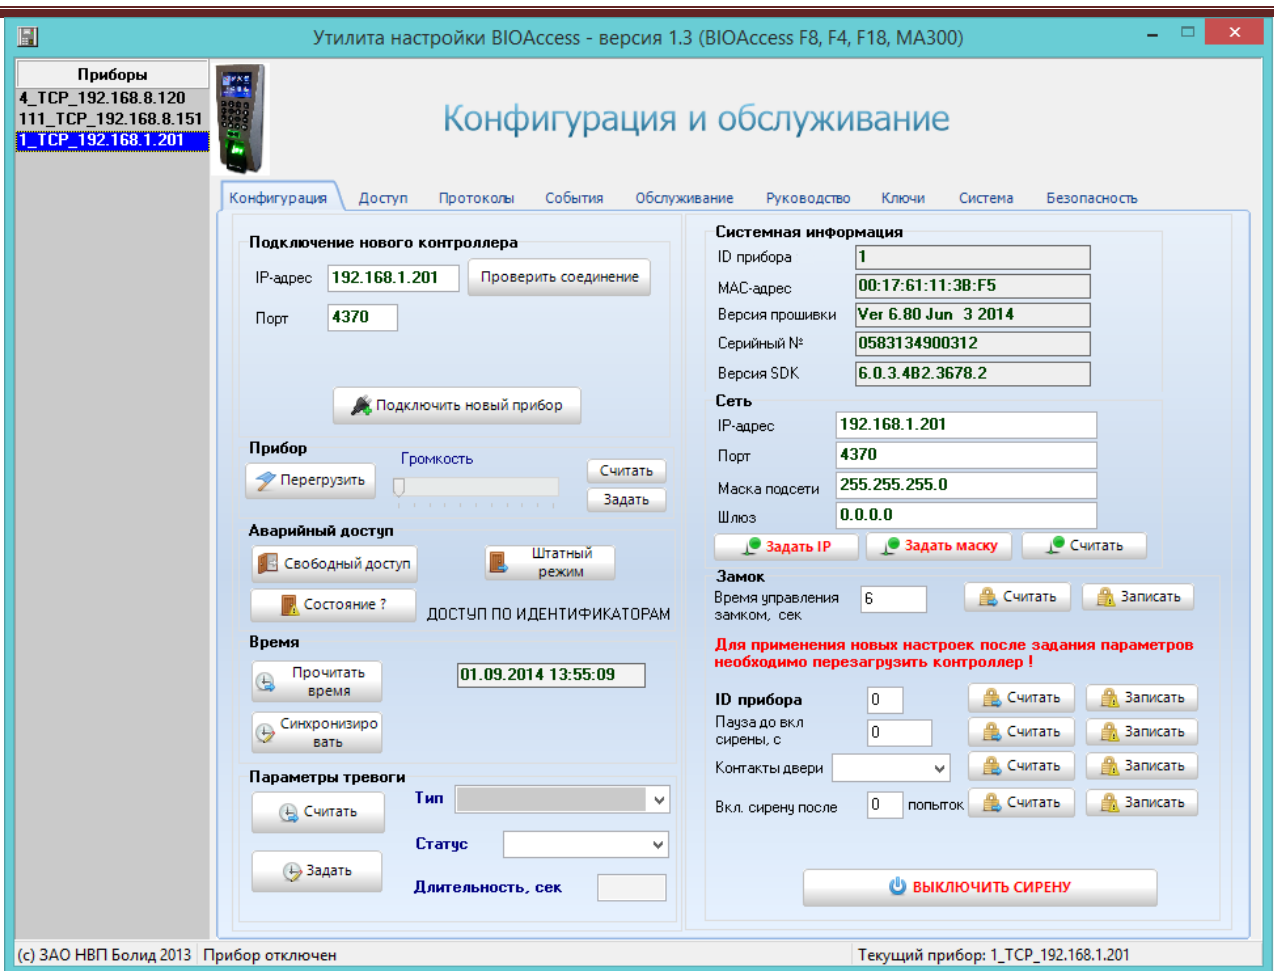 Утилита настройки BIOAccess - версия 1.3 (BIOAccess F8, F4, F18, MA300)
Приборы
4_TCP_192.168.8.120
111_TCP_192.168.8.151
1_TCP_192.168.1.201
Конфигурация и обслуживание
Конфигурация Доступ Протоколы События Обслуживание Руководство Ключи Система Безопасность
Подключение нового контроллера
IP-адрес 192.168.1.201 Проверить соединение
Порт 4370
Подключить новый прибор
Прибор
Перегрузить
Громкость
Считать
Задать
Аварийный доступ
Свободный доступ
Штатный
режим
Состояние ?
ДОСТУП ПО ИДЕНТИФИКАТОРАМ
Время
Прочитать
время
01.09.2014 13:55:09
Синхронизиро
вать
Параметры тревоги
Считать
Тип
Статус
Задать
Длительность, сек
Системная информация
ID прибора 1
MAC-адрес 00:17:61:11:3B:F5
Версия прошивки Ver 6.80 Jun 3 2014
Серийный № 0583134900312
Версия SDK 6.0.3.4B2.3678.2
Сеть
IP-адрес 192.168.1.201
Порт 4370
Маска подсети 255.255.255.0
Шлюз 0.0.0.0
Задать IP Задать маску Считать
Замок
Время управления
замком, сек
6 Считать Записать
Для применения новых настроек после задания параметров
необходимо перезагрузить контроллер !
ID прибора 0 Считать Записать
Пауза до вкл
сирены, с
0 Считать Записать
Контакты двери Считать Записать
Вкл. сирену после 0 попыток Считать Записать
ВЫКЛЮЧИТЬ СИРЕНУ
(c) ЗАО НВП Болид 2013 Прибор отключен Текущий прибор: 1_TCP_192.168.1.201